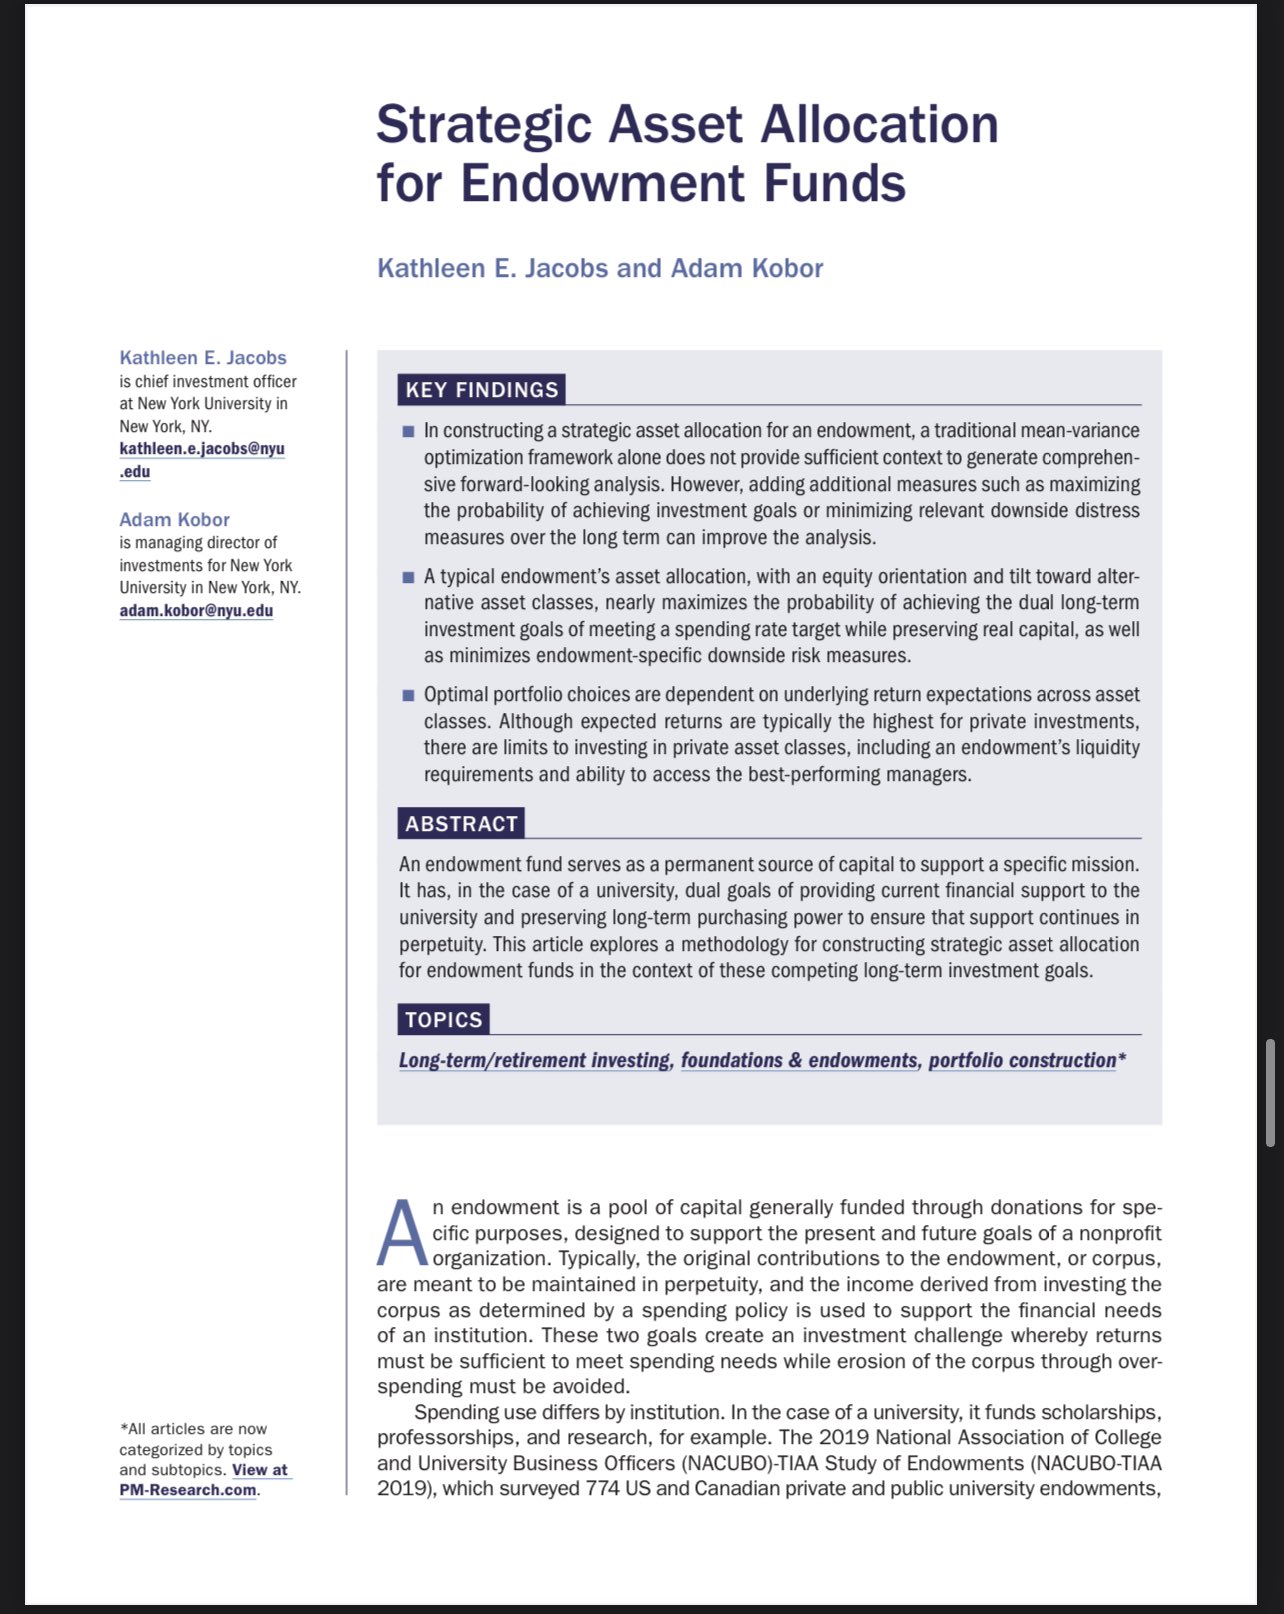 Strategic Asset Allocation
for Endowment Funds
Kathleen E. Jacobs and Adam Kobor
Kathleen E. Jacobs
is chief investment officer
at New York University in
New York, NY.
kathleen.e.jacobs@nyu
.edu
Adam Kobor
is managing director of
investments for New York
University in New York, NY.
adam.kobor@nyu.edu
KEY FINDINGS
■ In constructing a strategic asset allocation for an endowment, a traditional mean-variance
optimization framework alone does not provide sufficient context to generate comprehen-
sive forward-looking analysis. However, adding additional measures such as maximizing
the probability of achieving investment goals or minimizing relevant downside distress
measures over the long term can improve the analysis.
■ A typical endowment's asset allocation, with an equity orientation and tilt toward alter-
native asset classes, nearly maximizes the probability of achieving the dual long-term
investment goals of meeting a spending rate target while preserving real capital, as well
as minimizes endowment-specific downside risk measures.
■ Optimal portfolio choices are dependent on underlying return expectations across asset
classes. Although expected returns are typically the highest for private investments,
there are limits to investing in private asset classes, including an endowment's liquidity
requirements and ability to access the best-performing managers.
ABSTRACT
An endowment fund serves as a permanent source of capital to support a specific mission.
It has, in the case of a university, dual goals of providing current financial support to the
university and preserving long-term purchasing power to ensure that support continues in
perpetuity. This article explores a methodology for constructing strategic asset allocation
for endowment funds in the context of these competing long-term investment goals.
TOPICS
Long-term/retirement investing, foundations & endowments, portfolio construction*
An endowment is a pool of capital generally funded through donations for spe-
cific purposes, designed to support the present and future goals of a nonprofit
organization. Typically, the original contributions to the endowment, or corpus,
are meant to be maintained in perpetuity, and the income derived from investing the
corpus as determined by a spending policy is used to support the financial needs
of an institution. These two goals create an investment challenge whereby returns
must be sufficient to meet spending needs while erosion of the corpus through over-
spending must be avoided.
Spending use differs by institution. In the case of a university, it funds scholarships,
professorships, and research, for example. The 2019 National Association of College
and University Business Officers (NACUBO)-TIAA Study of Endowments (NACUBO-TIAA
2019), which surveyed 774 US and Canadian private and public university endowments,
*All articles are now
categorized by topics
and subtopics. View at
PM-Research.com.